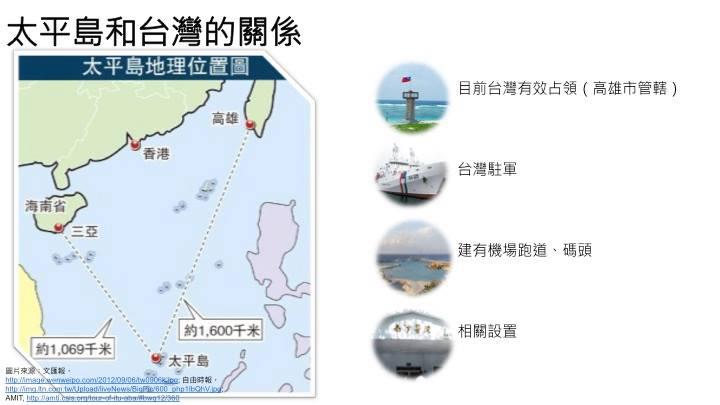 太平島和台灣的關係
太平島地理位置圖
高雄
香港
海南省
三亞
約1,600千米
約1,069千米
太平島
目前台灣有效占領（高雄市管轄）
台灣駐軍
建有機場跑道、碼頭
相關設置
圖片來源：文匯報，
http://image.wenweipo.com/2012/09/06/tw0906a.jpg; 自由時報，
http://img.ltn.com.tw/Upload/liveNews/BigPic/600_php1lbQhV.jpg;
AMIT, http://amti.csis.org/tour-of-itu-aba/#bwg12/360